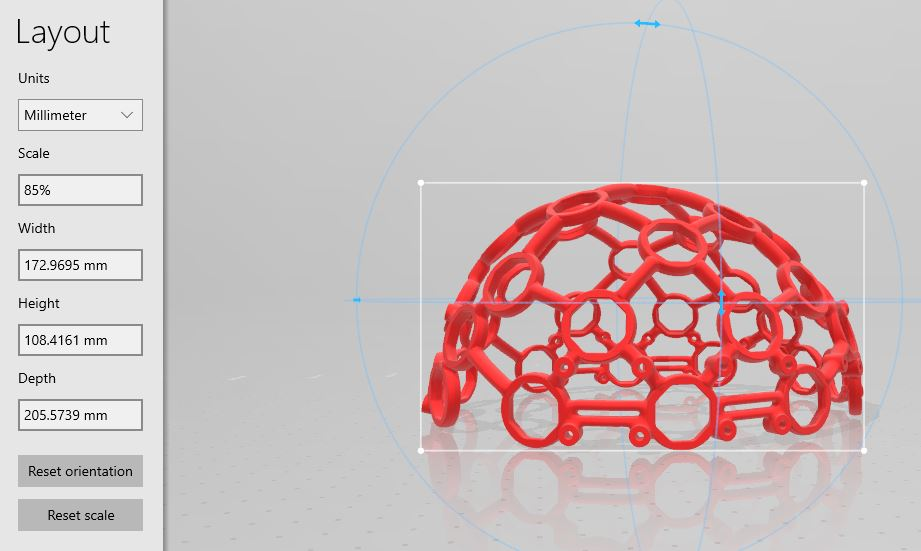 Layout
Units
Millimeter
Scale
85%
Width
172.9695 mm
Height
108.4161 mm
Depth
205.5739 mm
Reset orientation
Reset scale